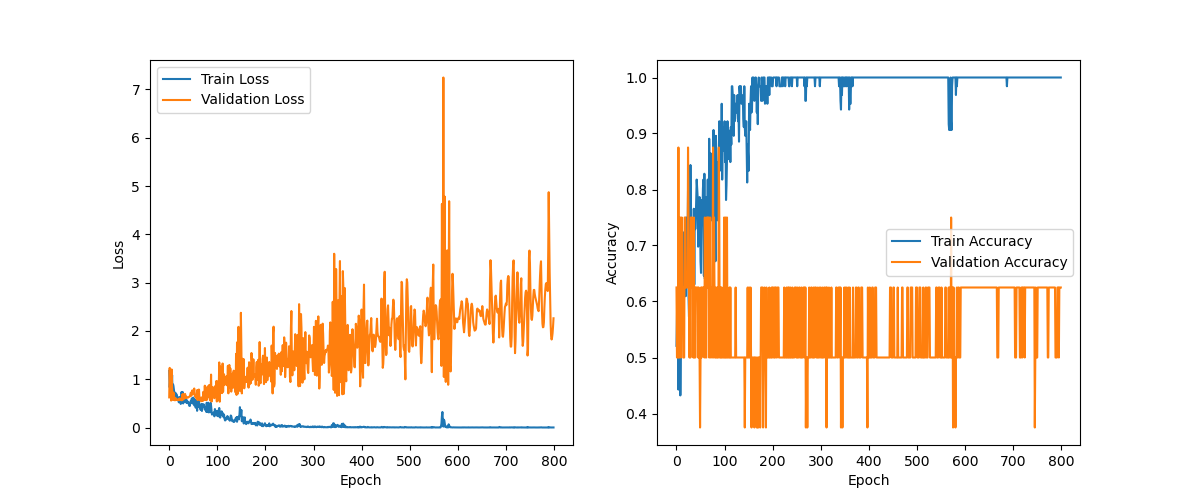 Train Loss
Validation Loss
7
6
5
4
3
2
1
0
Loss
0 100 200 300 400 500 600 700 800
Epoch
1.0
0.9
0.8
0.7
0.6
0.5
0.4
Accuracy
Train Accuracy
Validation Accuracy
0 100 200 300 400 500 600 700 800
Epoch